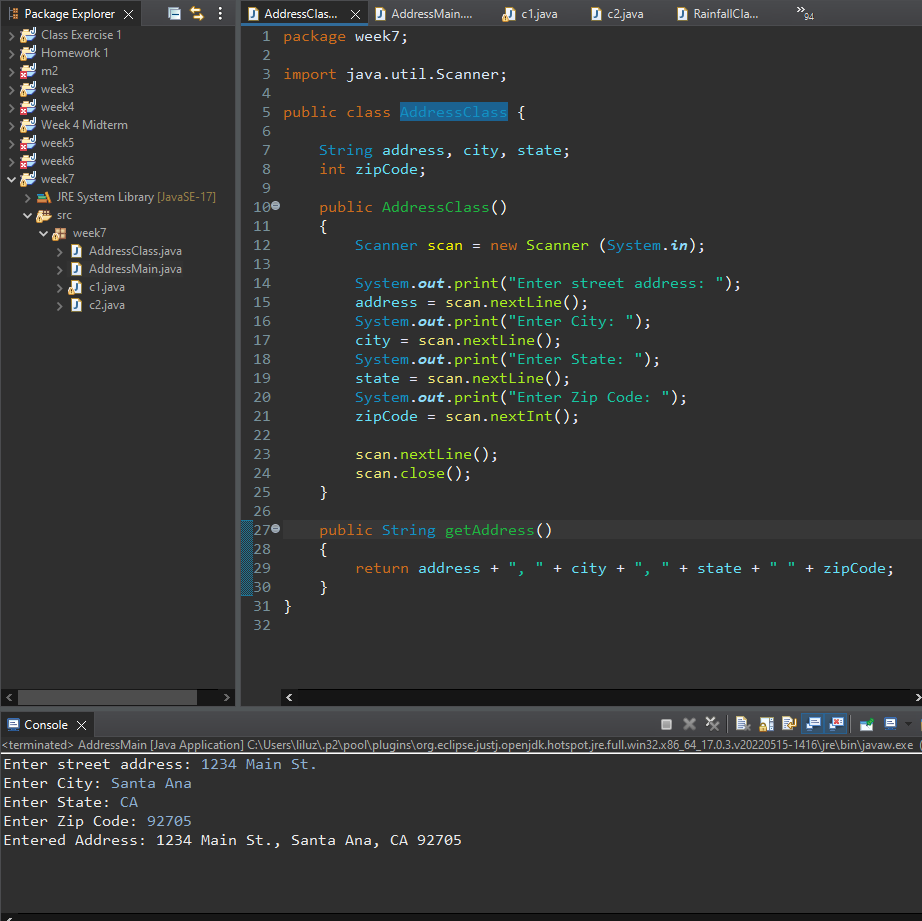 Package Explorer
Class Exercise 1
Homework 1
m2
week3
week4
Week 4 Midterm
week5
week6
week7
JRE System Library [JavaSE-17]
src
week7
AddressClass.java
AddressMain.java
c1.java
c2.java
AddressClas... AddressMain.... c1.java c2.java RainfallCla... »94
1 package week7;
2
3 import java.util.Scanner;
4
5 public class AddressClass {
6
7 String address, city, state;
8 int zipCode;
9
10 public AddressClass()
11 {
12 Scanner scan = new Scanner (System.in);
13
14 System.out.print("Enter street address: ");
15 address = scan.nextLine();
16 System.out.print("Enter City: ");
17 city = scan.nextLine();
18 System.out.print("Enter State: ");
19 state = scan.nextLine();
20 System.out.print("Enter Zip Code: ");
21 zipCode = scan.nextInt();
22
23 scan.nextLine();
24 scan.close();
25 }
26
27 public String getAddress()
28 {
29 return address + ", " + city + ", " + state + " " + zipCode;
30 }
31 }
32
Console
<terminated> AddressMain [Java Application] C:\Users\liluz\.p2\pool\plugins\org.eclipse.justj.openjdk.hotspot.jre.full.win32.x86_64_17.0.3.v20220515-1416\jre\bin\javaw.exe (
Enter street address: 1234 Main St.
Enter City: Santa Ana
Enter State: CA
Enter Zip Code: 92705
Entered Address: 1234 Main St., Santa Ana, CA 92705